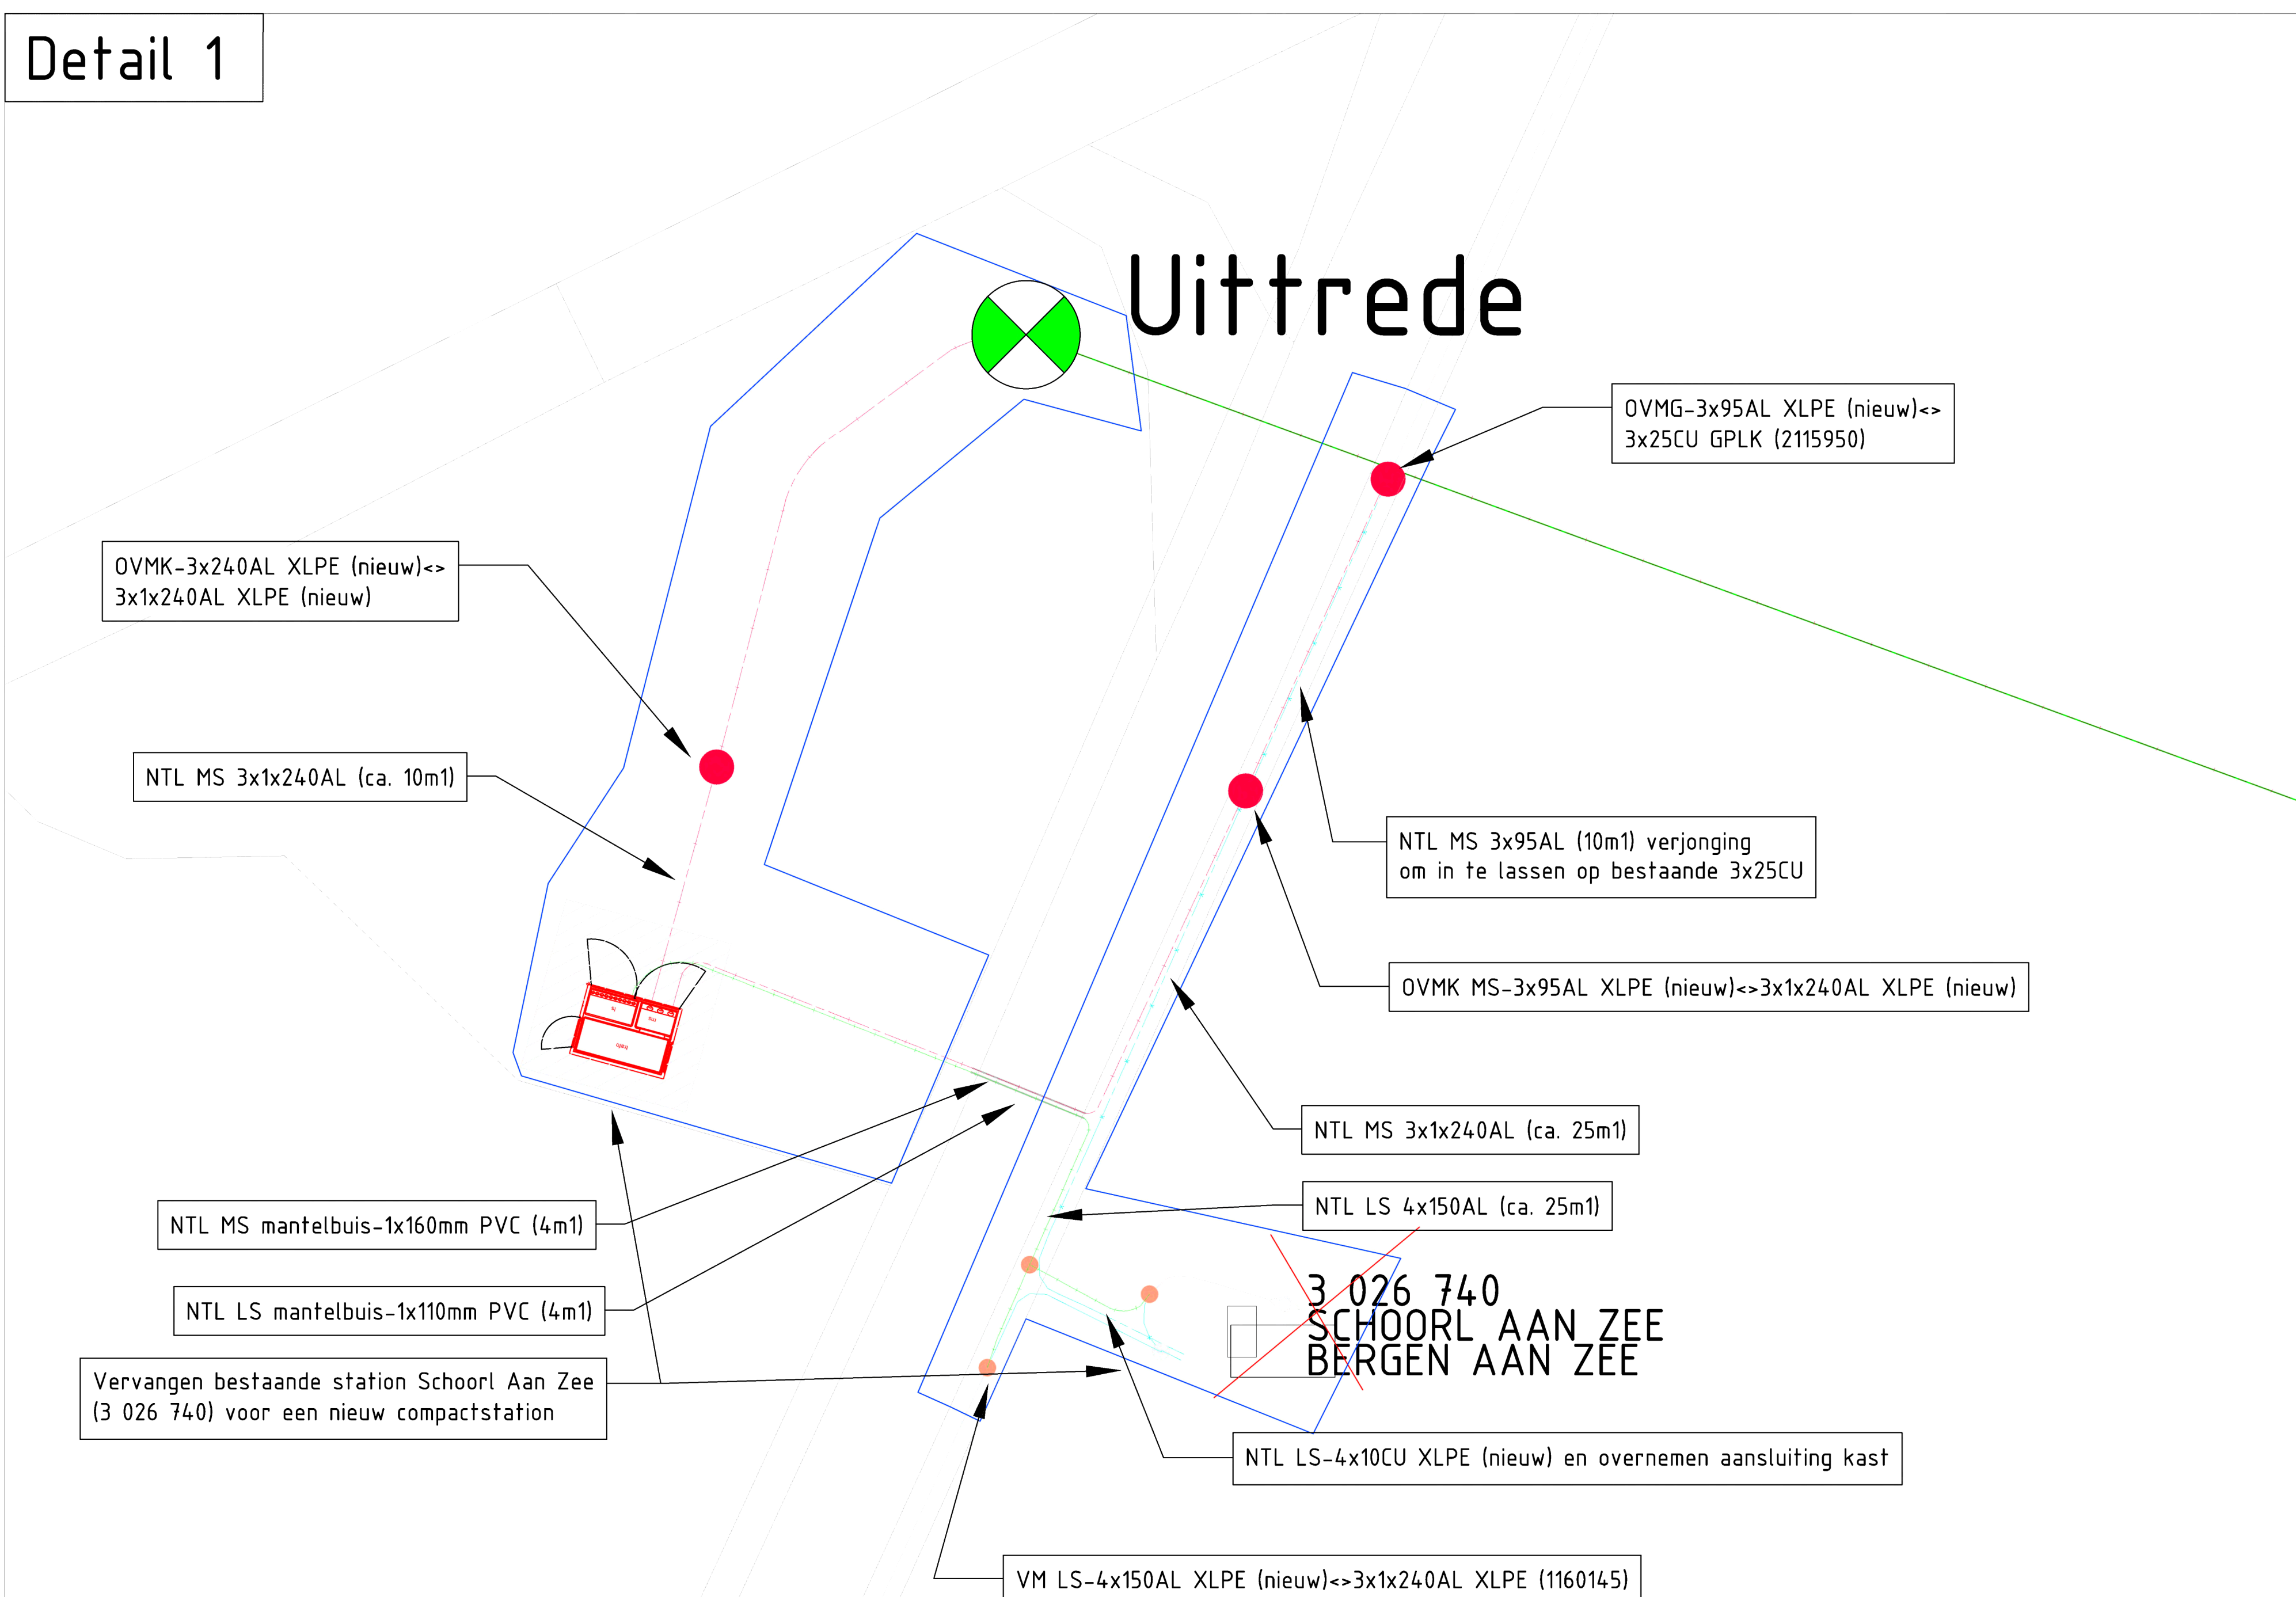 Detail 1
Uittrede
OVMG-3x95AL XLPE (nieuw)<>
3x25CU GPLK (2115950)
OVMK-3x240AL XLPE (nieuw)<>
3x1x240AL XLPE (nieuw)
NTL MS 3x1x240AL (ca. 10m1)
NTL MS 3x95AL (10m1) verjonging
om in te lassen op bestaande 3x25CU
OVMK MS-3x95AL XLPE (nieuw)<>3x1x240AL XLPE (nieuw)
ls
ms
trafo
NTL MS 3x1x240AL (ca. 25m1)
NTL LS 4x150AL (ca. 25m1)
NTL MS mantelbuis-1x160mm PVC (4m1)
NTL LS mantelbuis-1x110mm PVC (4m1)
3 026 740
SCHOORL AAN ZEE
BERGEN AAN ZEE
Vervangen bestaande station Schoorl Aan Zee
(3 026 740) voor een nieuw compactstation
NTL LS-4x10CU XLPE (nieuw) en overnemen aansluiting kast
VM LS-4x150AL XLPE (nieuw)<>3x1x240AL XLPE (1160145)